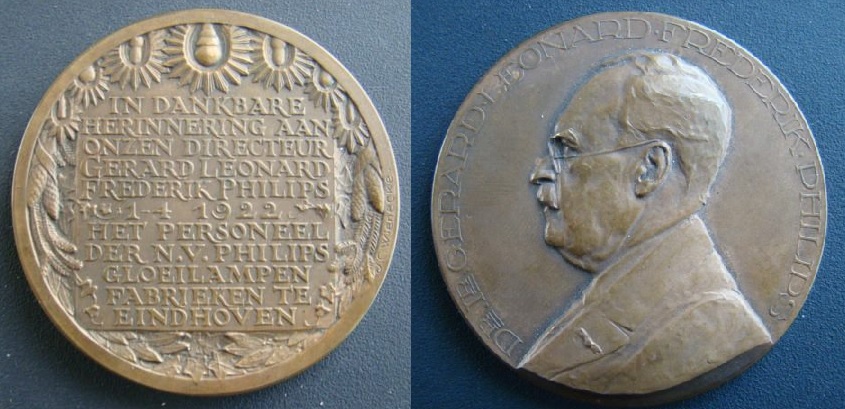 IN DANKBARE
HERINNERING AAN
ONZEN DIRECTEUR
GERARD LEONARD
FREDERIK PHILIPS
1-4 1922.
HET PERSONEEL
DER N.V. PHILIPS
GLOEILAMPEN
FABRIEKEN TE
EINDHOVEN.
DR. IR. GERARD·LEONARD·FREDERIK·PHILIPS